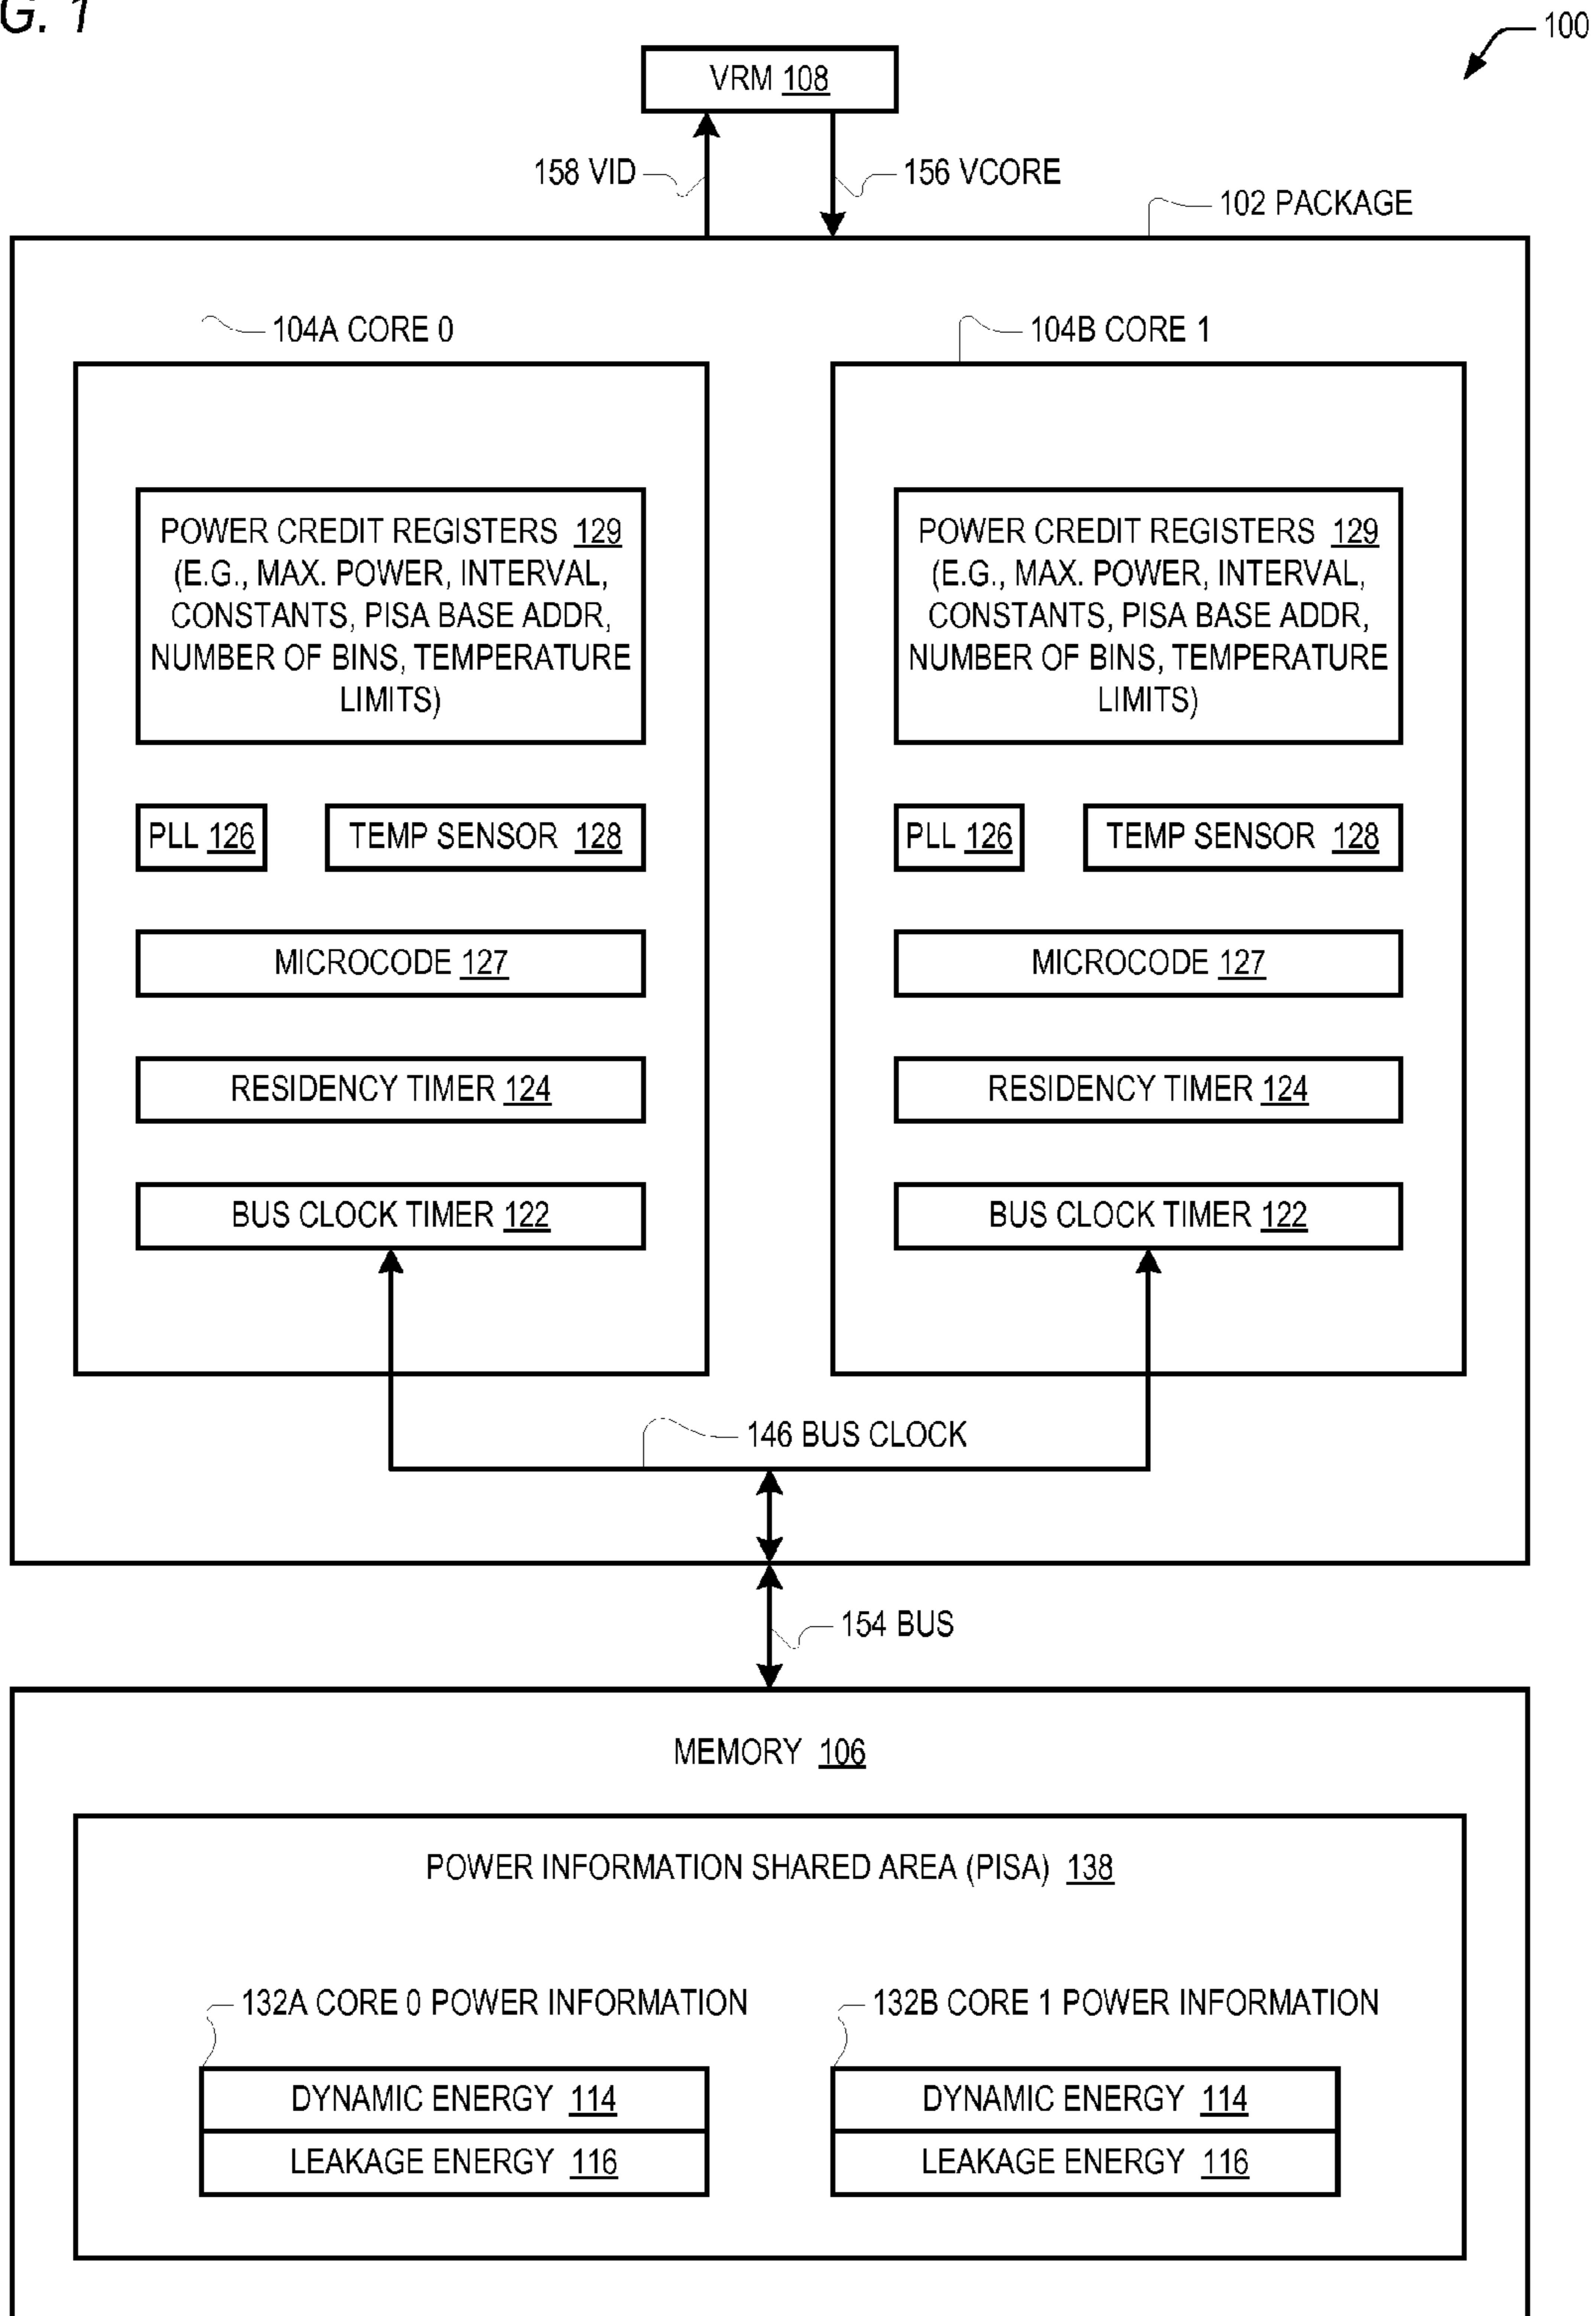 G. 1
100
VRM 108
158 VID
156 VCORE
102 PACKAGE
104A CORE 0
104B CORE 1
POWER CREDIT REGISTERS 129
(E.G., MAX. POWER, INTERVAL,
CONSTANTS, PISA BASE ADDR,
NUMBER OF BINS, TEMPERATURE
LIMITS)
POWER CREDIT REGISTERS 129
(E.G., MAX. POWER, INTERVAL,
CONSTANTS, PISA BASE ADDR,
NUMBER OF BINS, TEMPERATURE
LIMITS)
PLL 126
TEMP SENSOR 128
PLL 126
TEMP SENSOR 128
MICROCODE 127
MICROCODE 127
RESIDENCY TIMER 124
RESIDENCY TIMER 124
BUS CLOCK TIMER 122
BUS CLOCK TIMER 122
146 BUS CLOCK
154 BUS
MEMORY 106
POWER INFORMATION SHARED AREA (PISA) 138
132A CORE 0 POWER INFORMATION
132B CORE 1 POWER INFORMATION
DYNAMIC ENERGY 114
DYNAMIC ENERGY 114
LEAKAGE ENERGY 116
LEAKAGE ENERGY 116